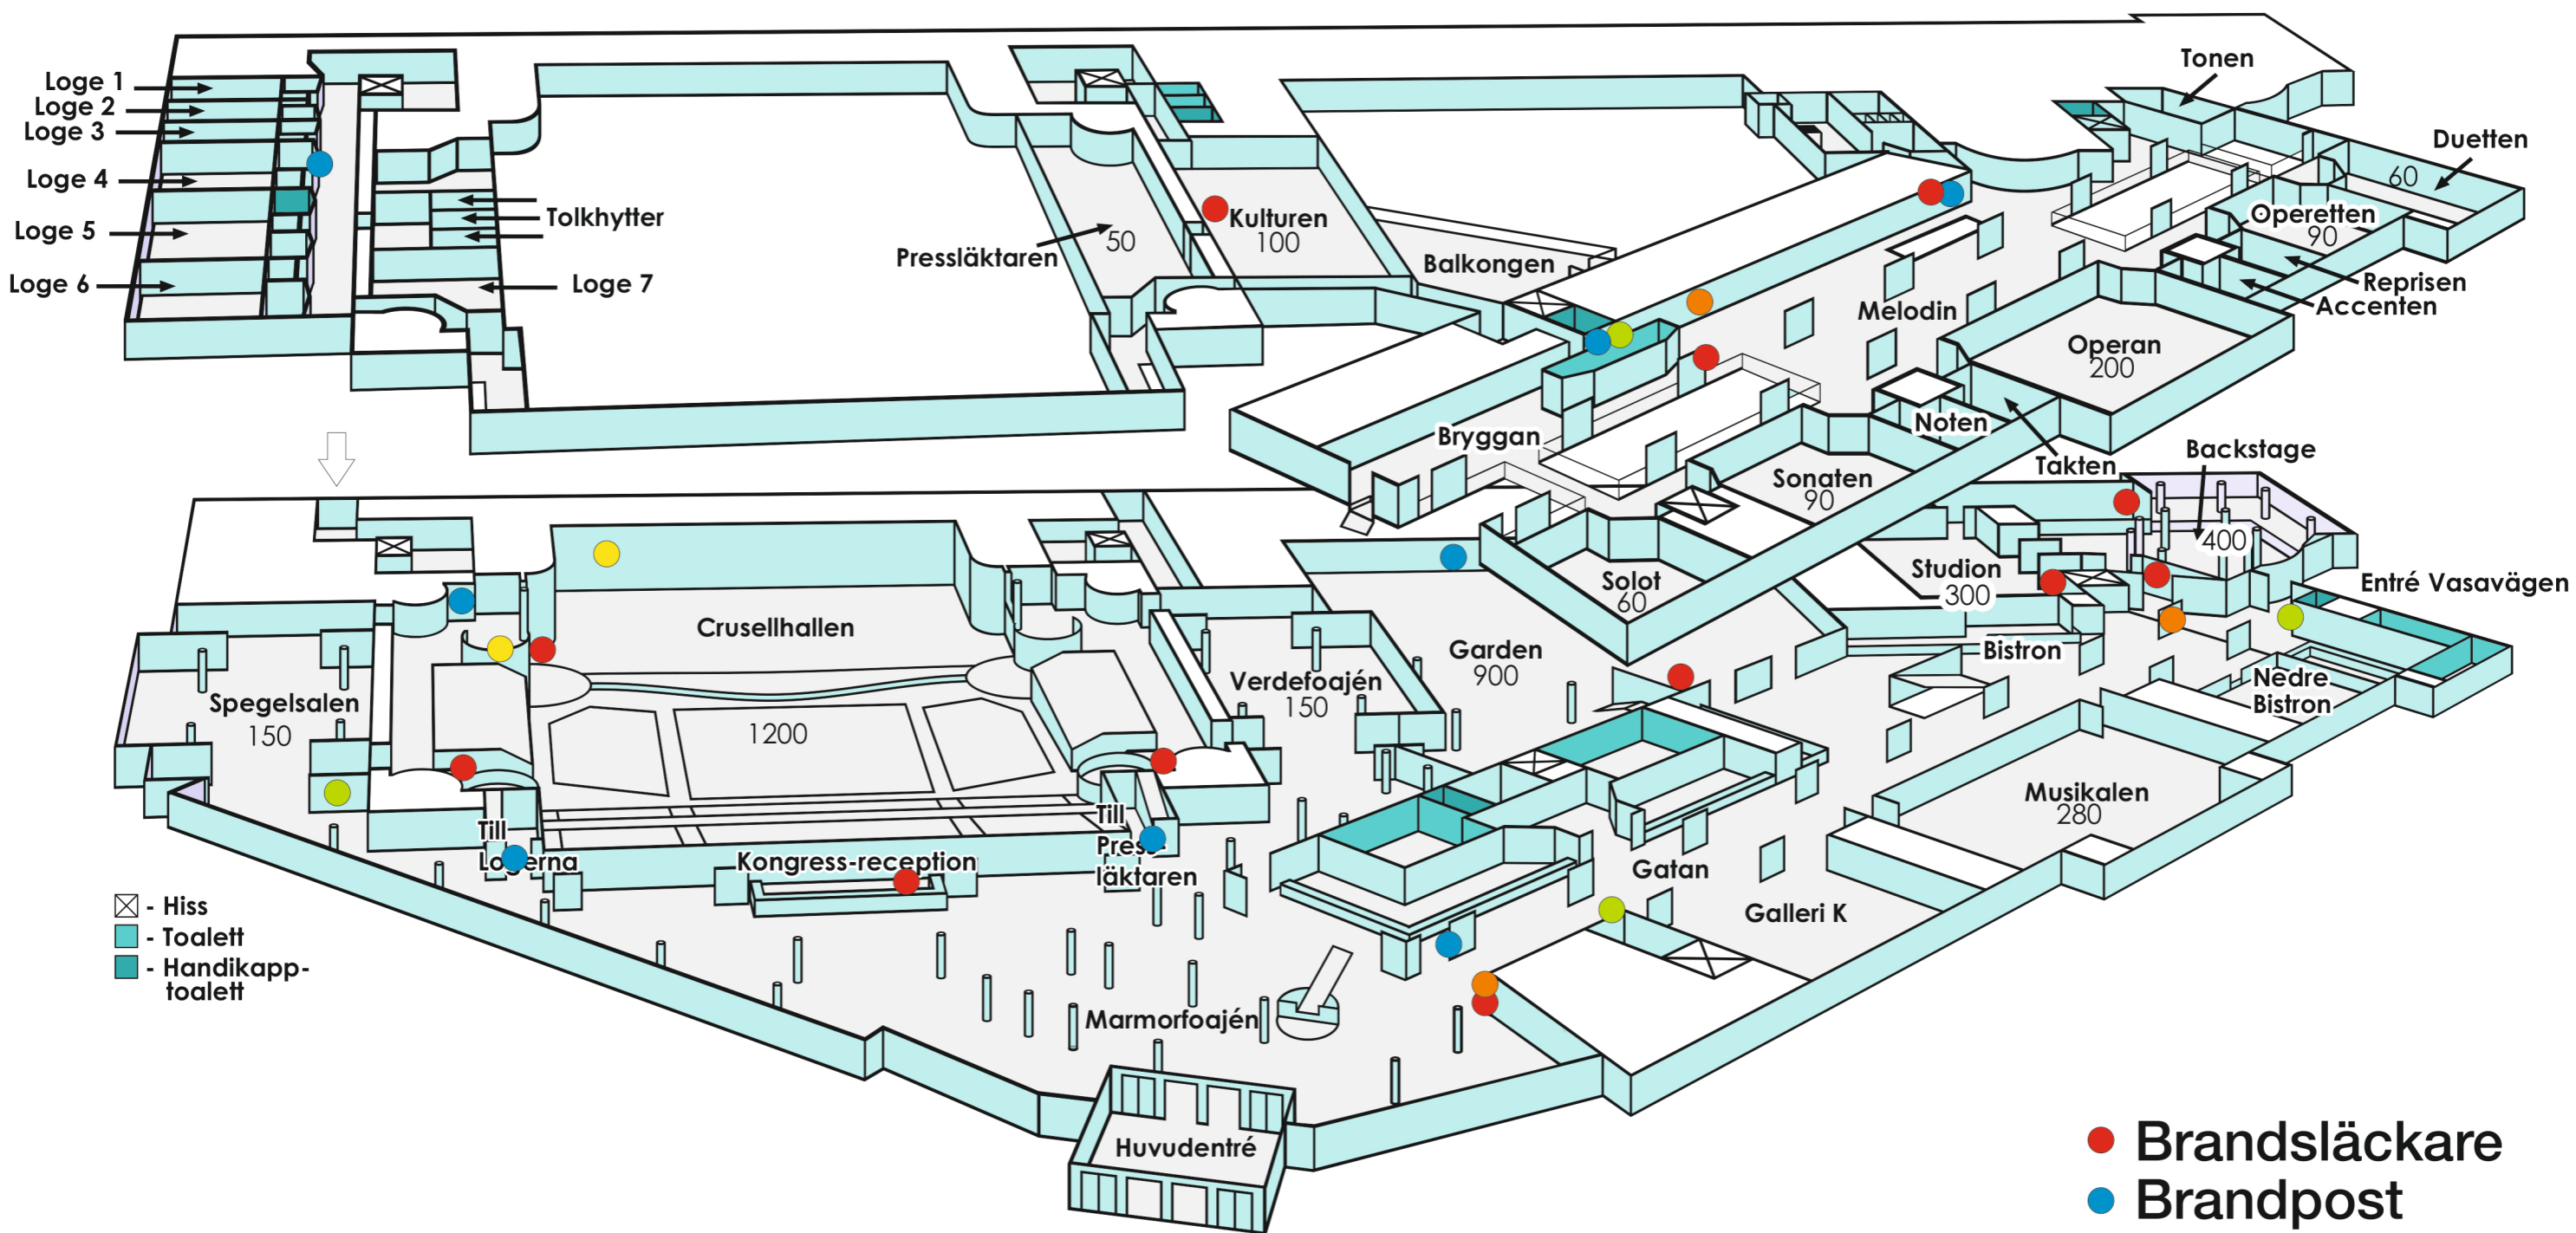 Loge 1
Loge 2
Loge 3
Loge 4
Loge 5
Loge 6
Tolkhytter
Loge 7
Pressläktaren
50
Kulturen
100
Balkongen
Tonen
Duetten
60
Operetten
90
Reprisen
Accenten
Melodin
Operan
200
Bryggan
Noten
Takten
Sonaten
90
Solot
60
Backstage
400
Studion
300
Entré Vasavägen
Bistron
Nedre
Bistron
Crusellhallen
1200
Spegelsalen
150
Verdefoajén
150
Garden
900
Musikalen
280
Till
Logerna
Kongress-reception
Till
Press-
läktaren
Gatan
Galleri K
Marmorfoajén
Huvudentré
- Hiss
- Toalett
- Handikapp-
toalett
Brandsläckare
Brandpost